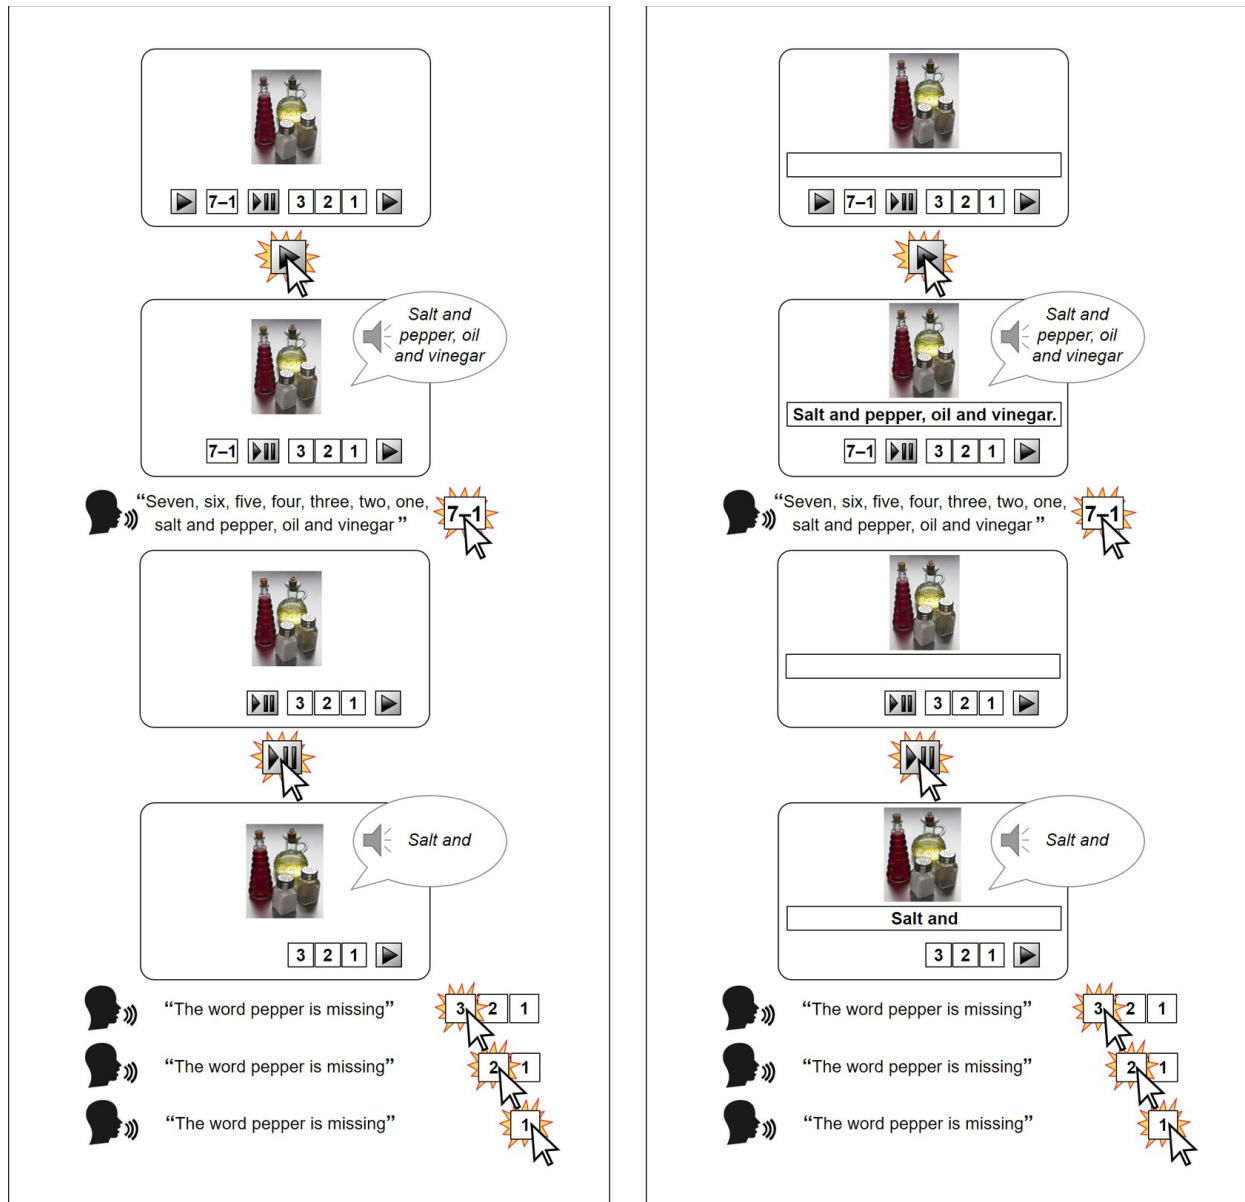 7–1 3 2 1
Salt and
pepper, oil
and vinegar
7–1 3 2 1
“Seven, six, five, four, three, two, one,
salt and pepper, oil and vinegar”
7–1
3 2 1
Salt and
3 2 1
“The word pepper is missing”
3 2 1
“The word pepper is missing”
2 1
“The word pepper is missing”
1
7–1 3 2 1
Salt and
pepper, oil
and vinegar
Salt and pepper, oil and vinegar.
7–1 3 2 1
“Seven, six, five, four, three, two, one,
salt and pepper, oil and vinegar”
7–1
3 2 1
Salt and
Salt and
3 2 1
“The word pepper is missing”
3 2 1
“The word pepper is missing”
2 1
“The word pepper is missing”
1